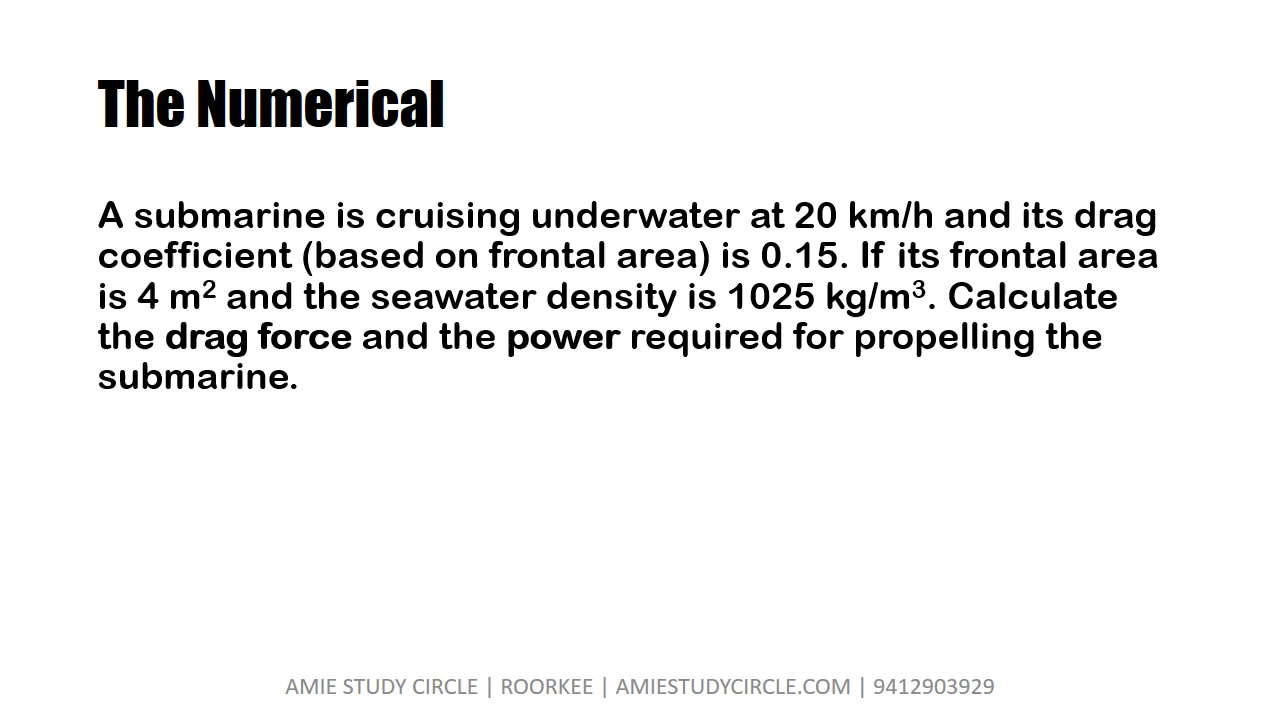 The Numerical
A submarine is cruising underwater at 20 km/h and its drag
coefficient (based on frontal area) is 0.15. If its frontal area
is 4 m² and the seawater density is 1025 kg/m³. Calculate
the drag force and the power required for propelling the
submarine.
AMIE STUDY CIRCLE | ROORKEE | AMIESTUDYCIRCLE.COM | 9412903929